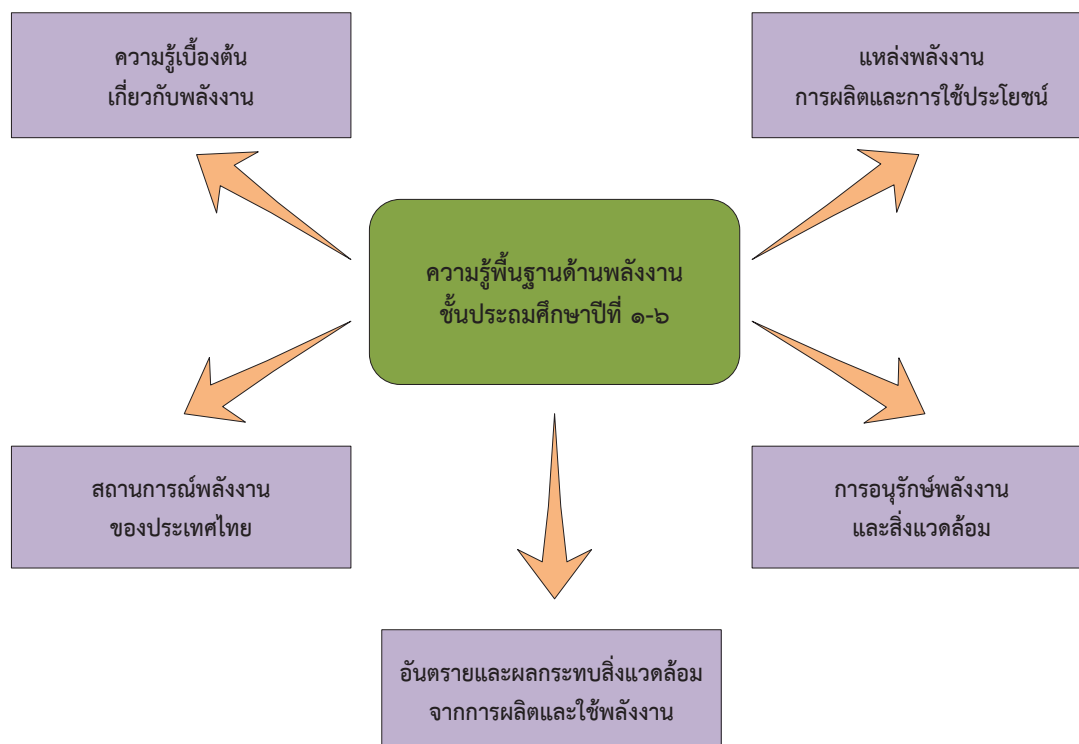 ความรู้เบื้องต้น
เกี่ยวกับพลังงาน
แหล่งพลังงาน
การผลิตและการใช้ประโยชน์
ความรู้พื้นฐานด้านพลังงาน
ชั้นประถมศึกษาปีที่ ๑-๖
สถานการณ์พลังงาน
ของประเทศไทย
การอนุรักษ์พลังงาน
และสิ่งแวดล้อม
อันตรายและผลกระทบสิ่งแวดล้อม
จากการผลิตและใช้พลังงาน